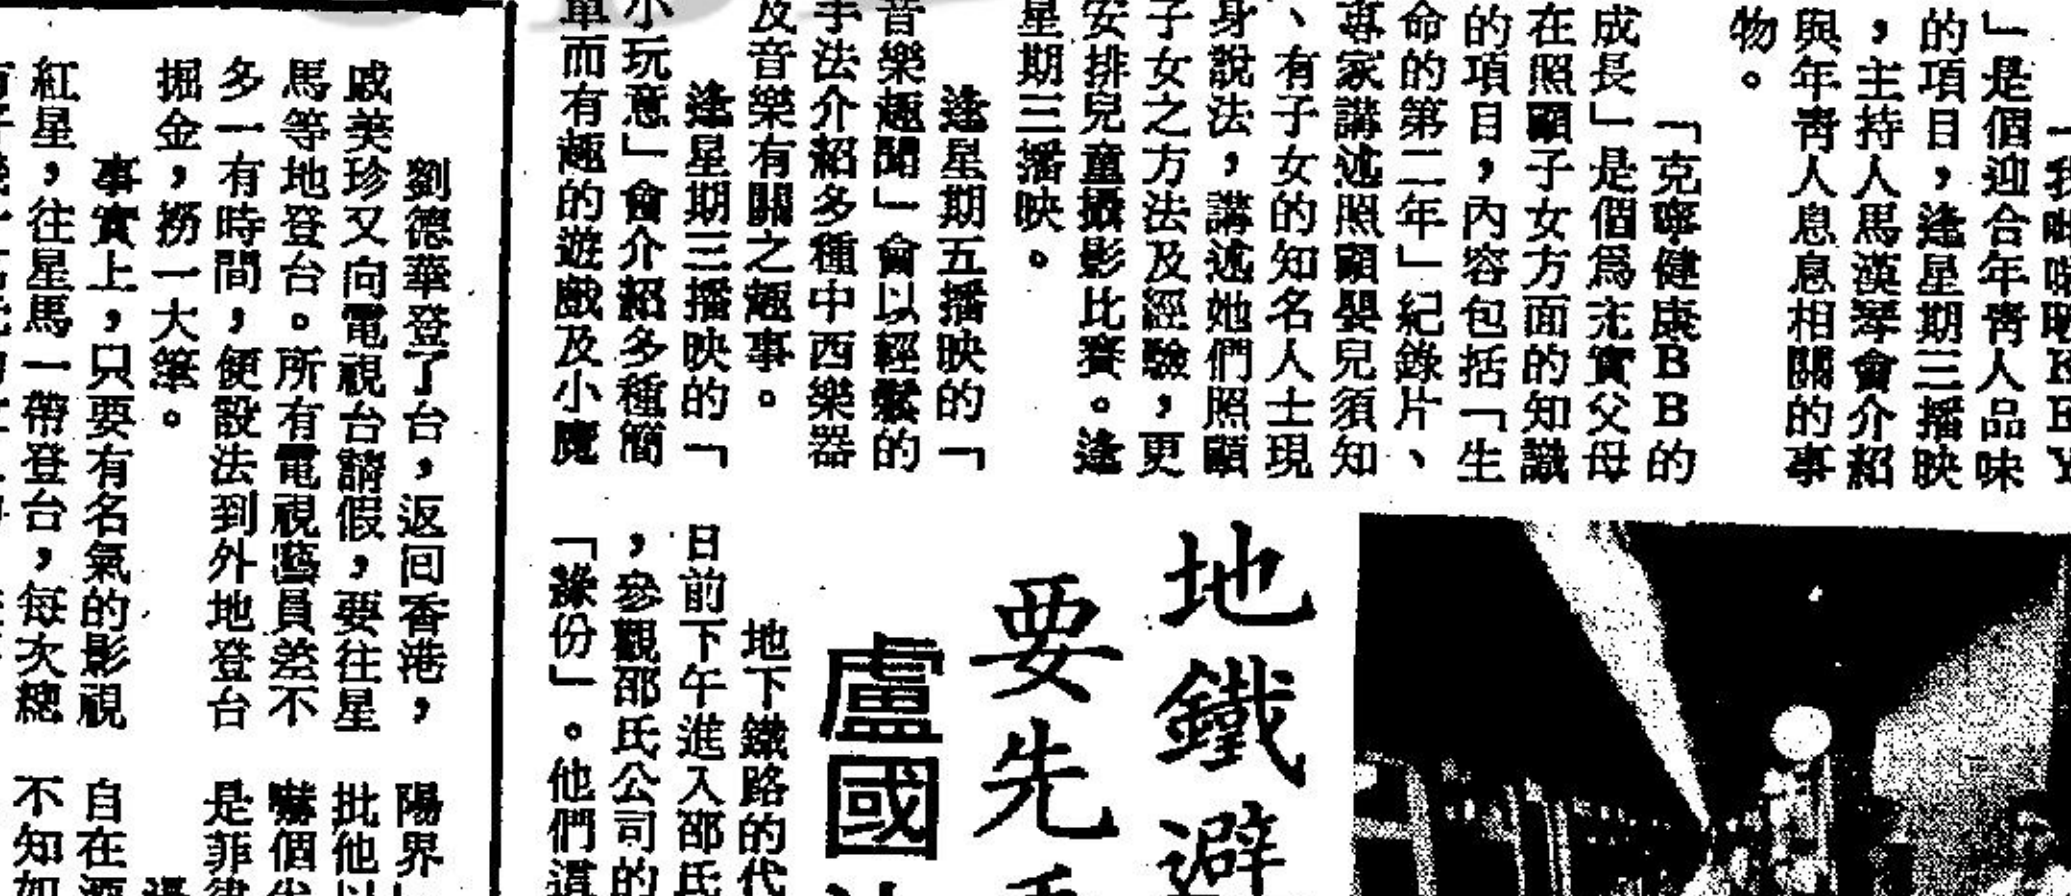 」是個迎合年靑人品味
的項目，逢星期三播映
，主持人馬漢琴會介紹
與年靑人息息相關的事
物。
「克寧健康BB的
成長」是個爲充實父母
在照顧子女方面的知識
的項目，內容包括「生
命的第二年」紀錄片、
專家講述照顧嬰兒須知
、有子女的知名人士現
身說法，講述她們照顧
子女之方法及經驗，更
安排兒童攝影比賽。逢
星期三播映。
逢星期五播映的「
音樂趣聞」會以輕鬆的
手法介紹多種中西樂器
及音樂有關之趣事。
逢星期三播映的「
小玩意」會介紹多種簡
單而有趣的遊戲及小魔
地鐵避
要先
盧國
地下鐵路的代
日前下午進入邵氏
，參觀邵氏公司的
「緣份」。他們這
劉德華登了台，返回香港，
戚美珍又向電視台請假，要往星
馬等地登台。所有電視藝員差不
多一有時間，便設法到外地登台
掘金，撈一大筆。
事實上，只要有名氣的影視
紅星，往星馬一帶登台，每次總
陽界
批他以
嚇個
是菲律
自在
不知如